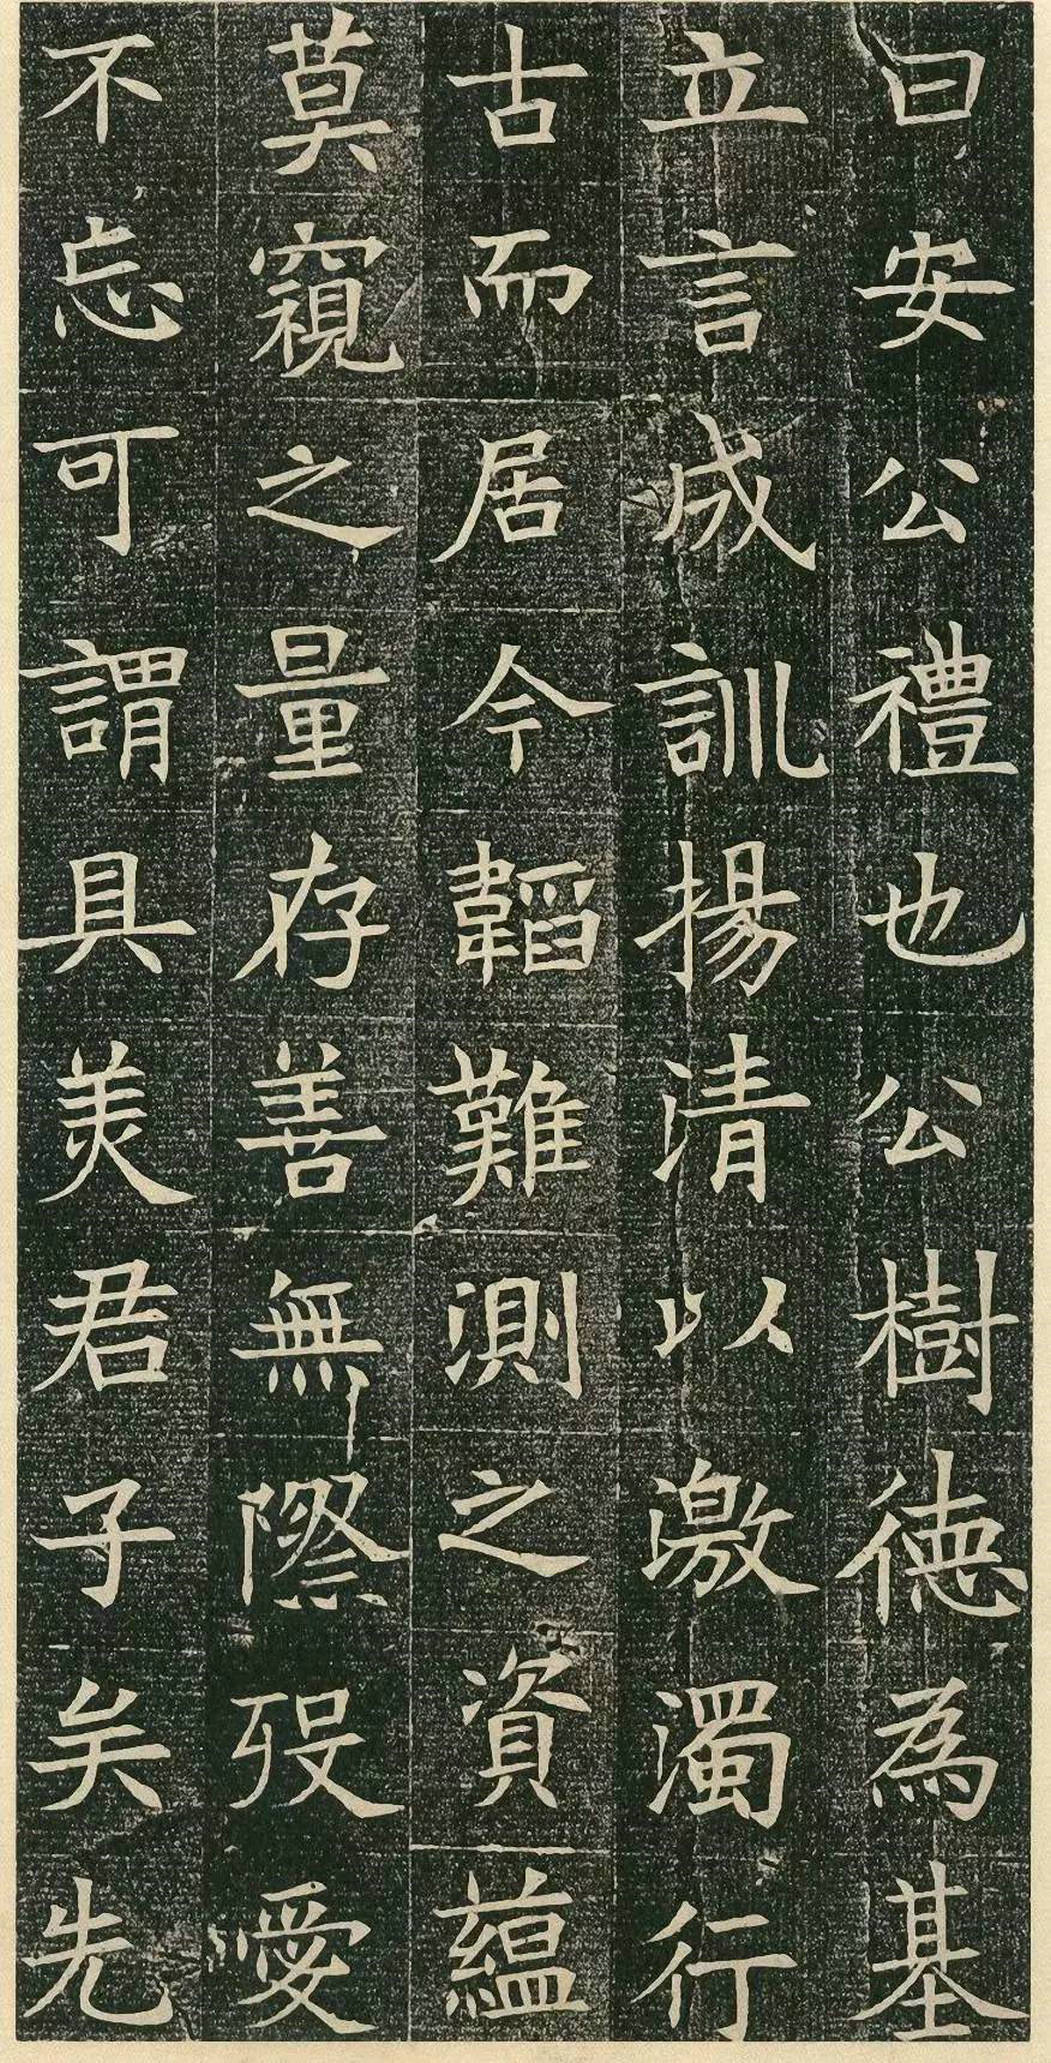 曰安公禮也公樹德為基
立言成訓揚清以激濁行
古而居今韜難測之資蘊
莫窺之量存善無際歿愛
不忘可謂具美君子矣先